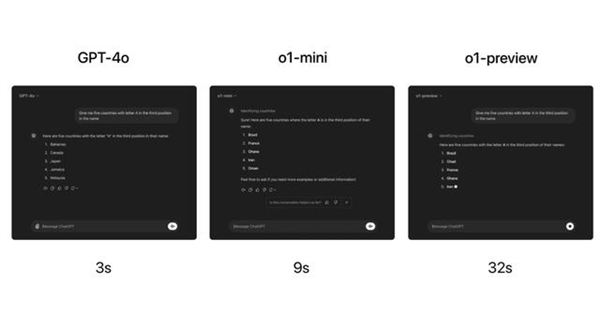 GPT-4o
GPT-4o
Give me five countries with letter A in the third position
in the name
Here are five countries with the letter "A" in the third position in their name:
1. Bahamas
2. Canada
3. Japan
4. Jamaica
5. Malaysia
Message ChatGPT
3s
o1-mini
o1-mini
Identifying countries
Sure! Here are five countries where the letter A is in the third position of their
name:
1. Brazil
2. France
3. Ghana
4. Iran
5. Oman
Feel free to ask if you need more examples or additional information!
Is this conversation helpful so far?
Message ChatGPT
9s
o1-preview
o1-preview
Give me five countries with letter A in the third position
in the name
Identifying countries
Here are five countries with the letter A in the third position of their names:
1. Brazil
2. Chad
3. France
4. Ghana
5. Iran
Message ChatGPT
32s